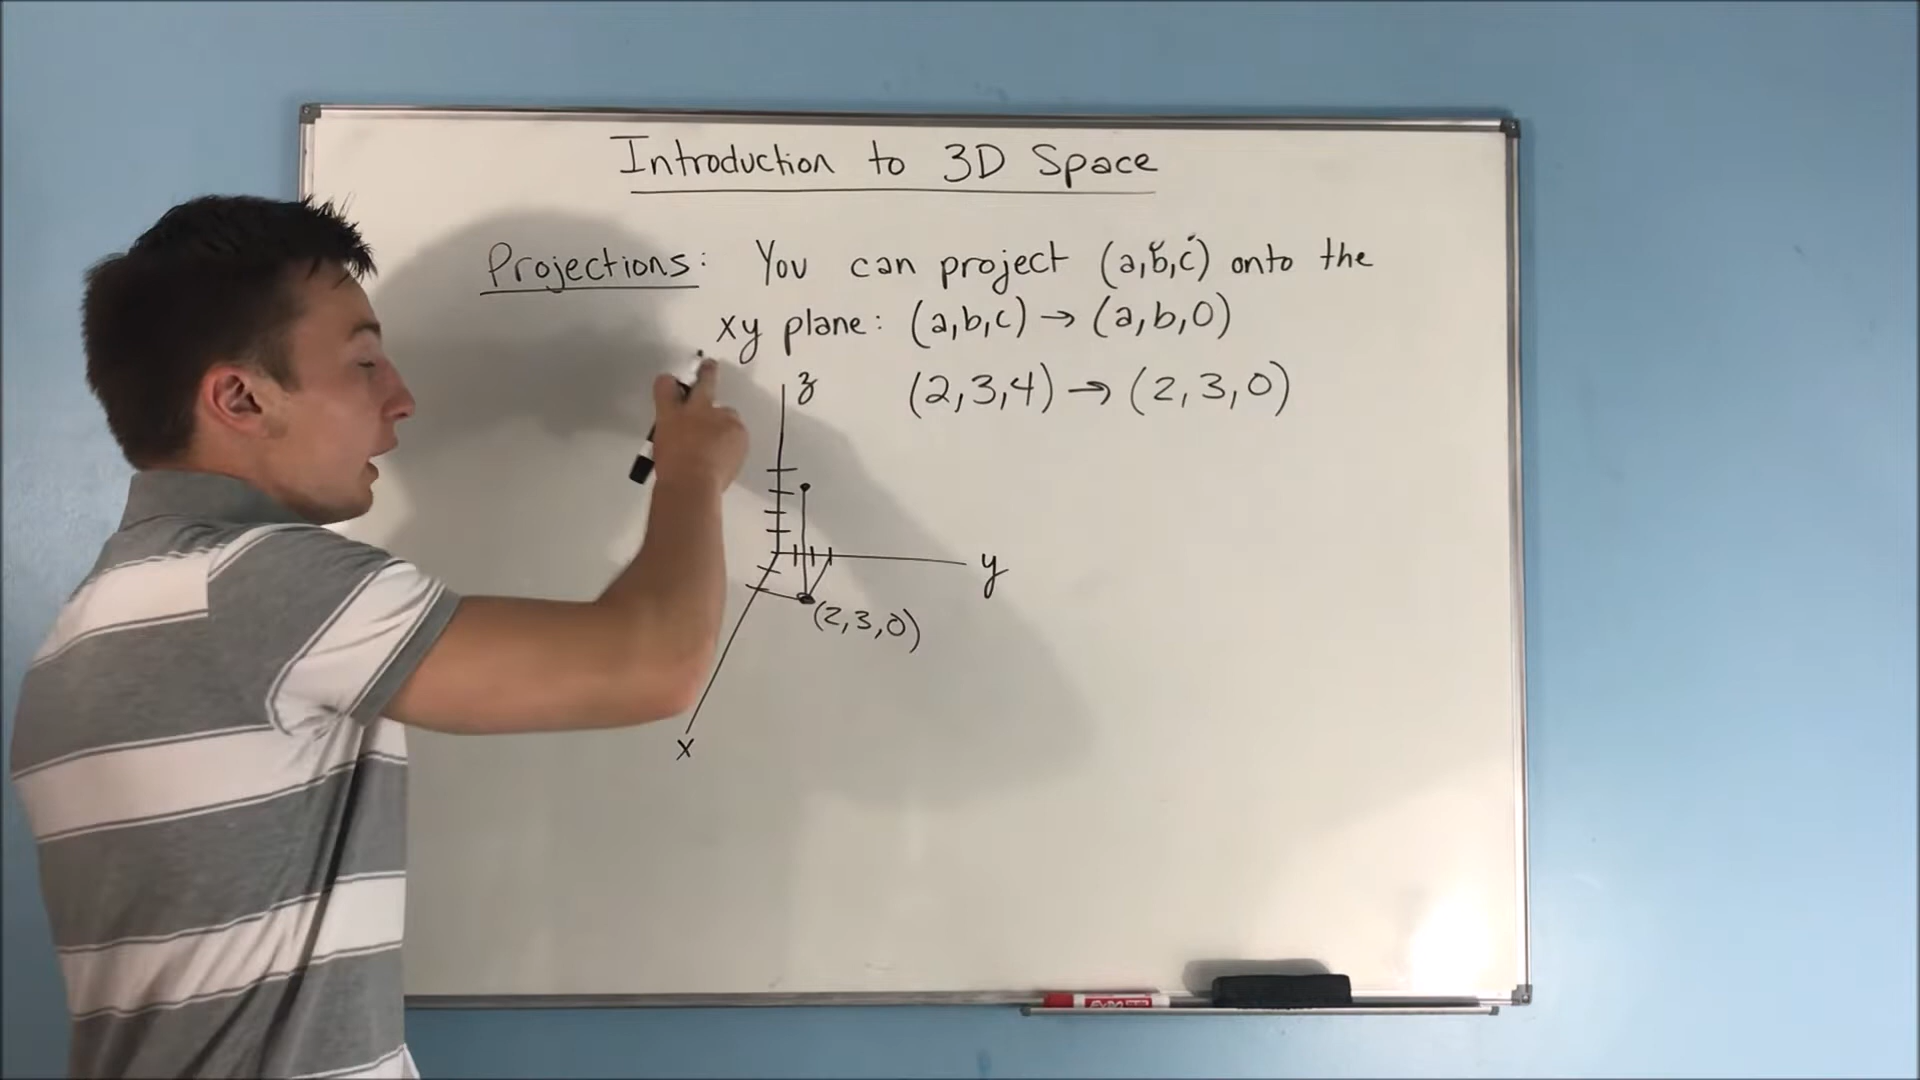 Introduction to 3D Space
Projections: You can project (a,b,c) onto the
xy plane: (a,b,c) → (a,b,0)
(2,3,4) → (2,3,0)
z
y
(2,3,0)
x
EXPO